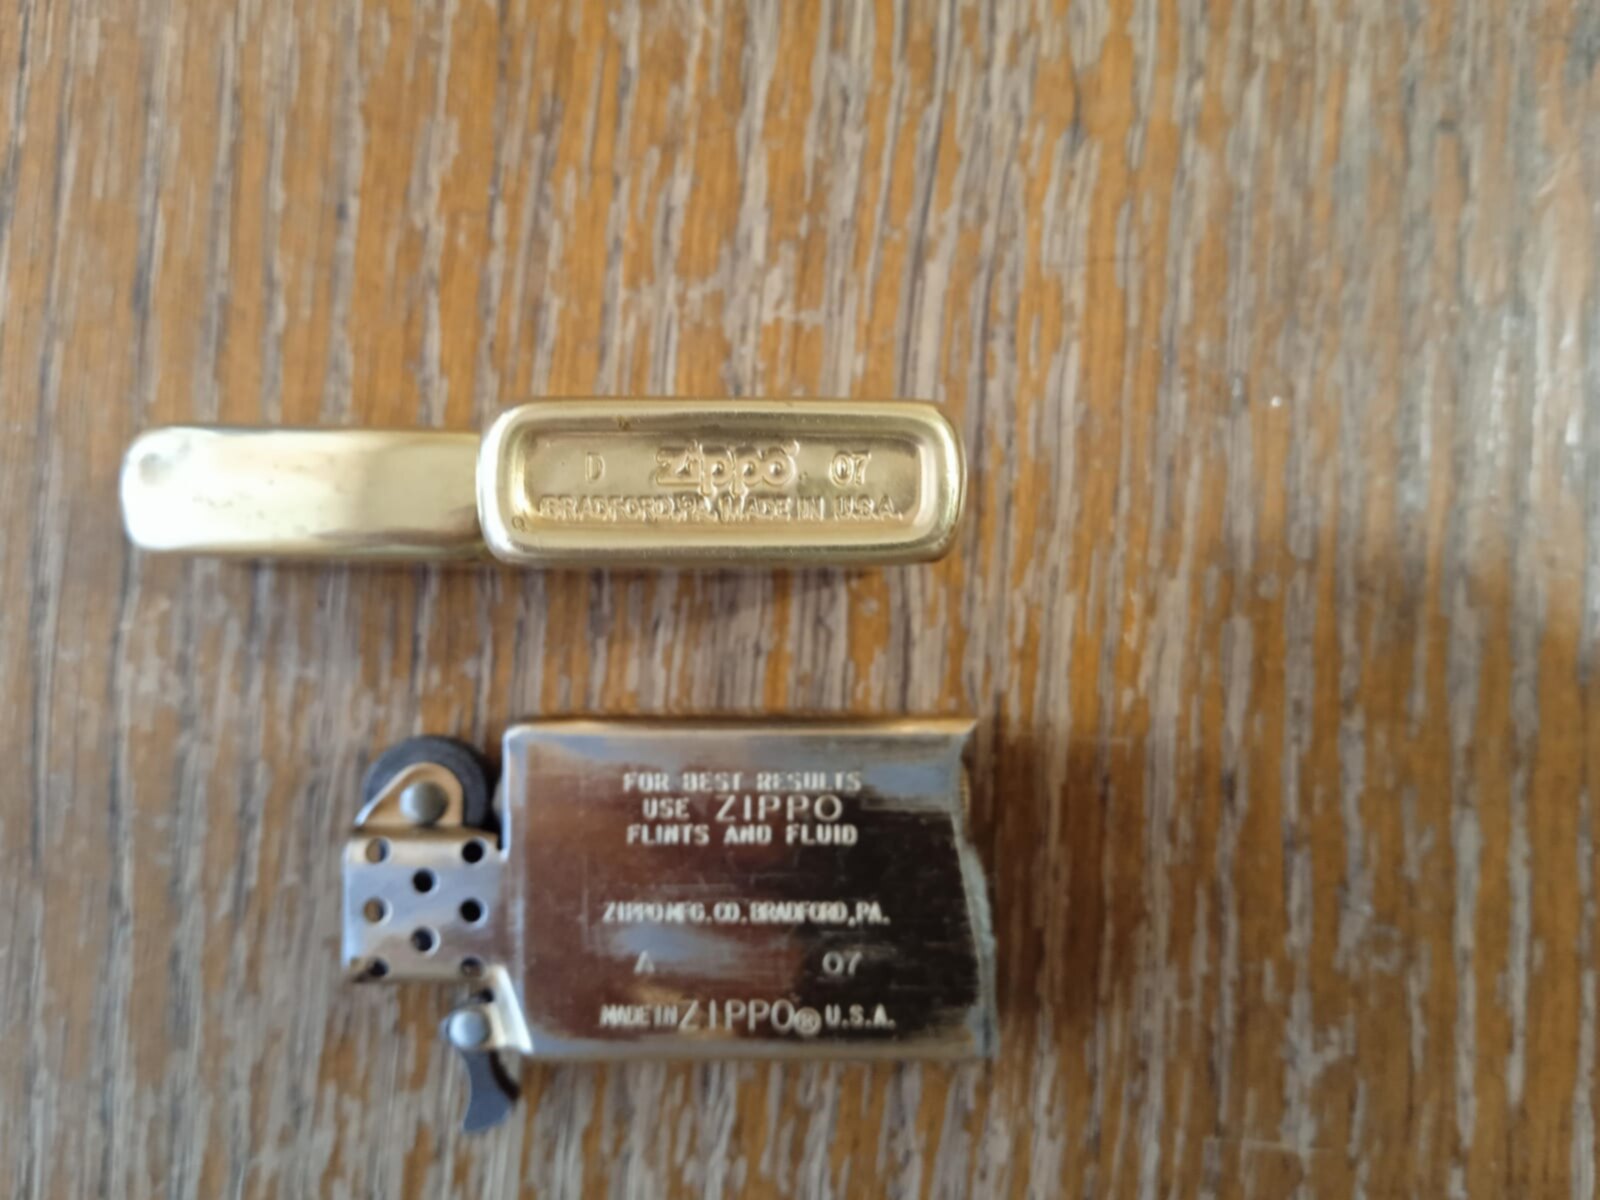 D Zippo 07
BRADFORD,PA. MADE IN U.S.A.
FOR BEST RESULTS
USE ZIPPO
FLINTS AND FLUID
ZIPPO MFG. CO. BRADFORD, PA.
A 07
MADE IN ZIPPO® U.S.A.